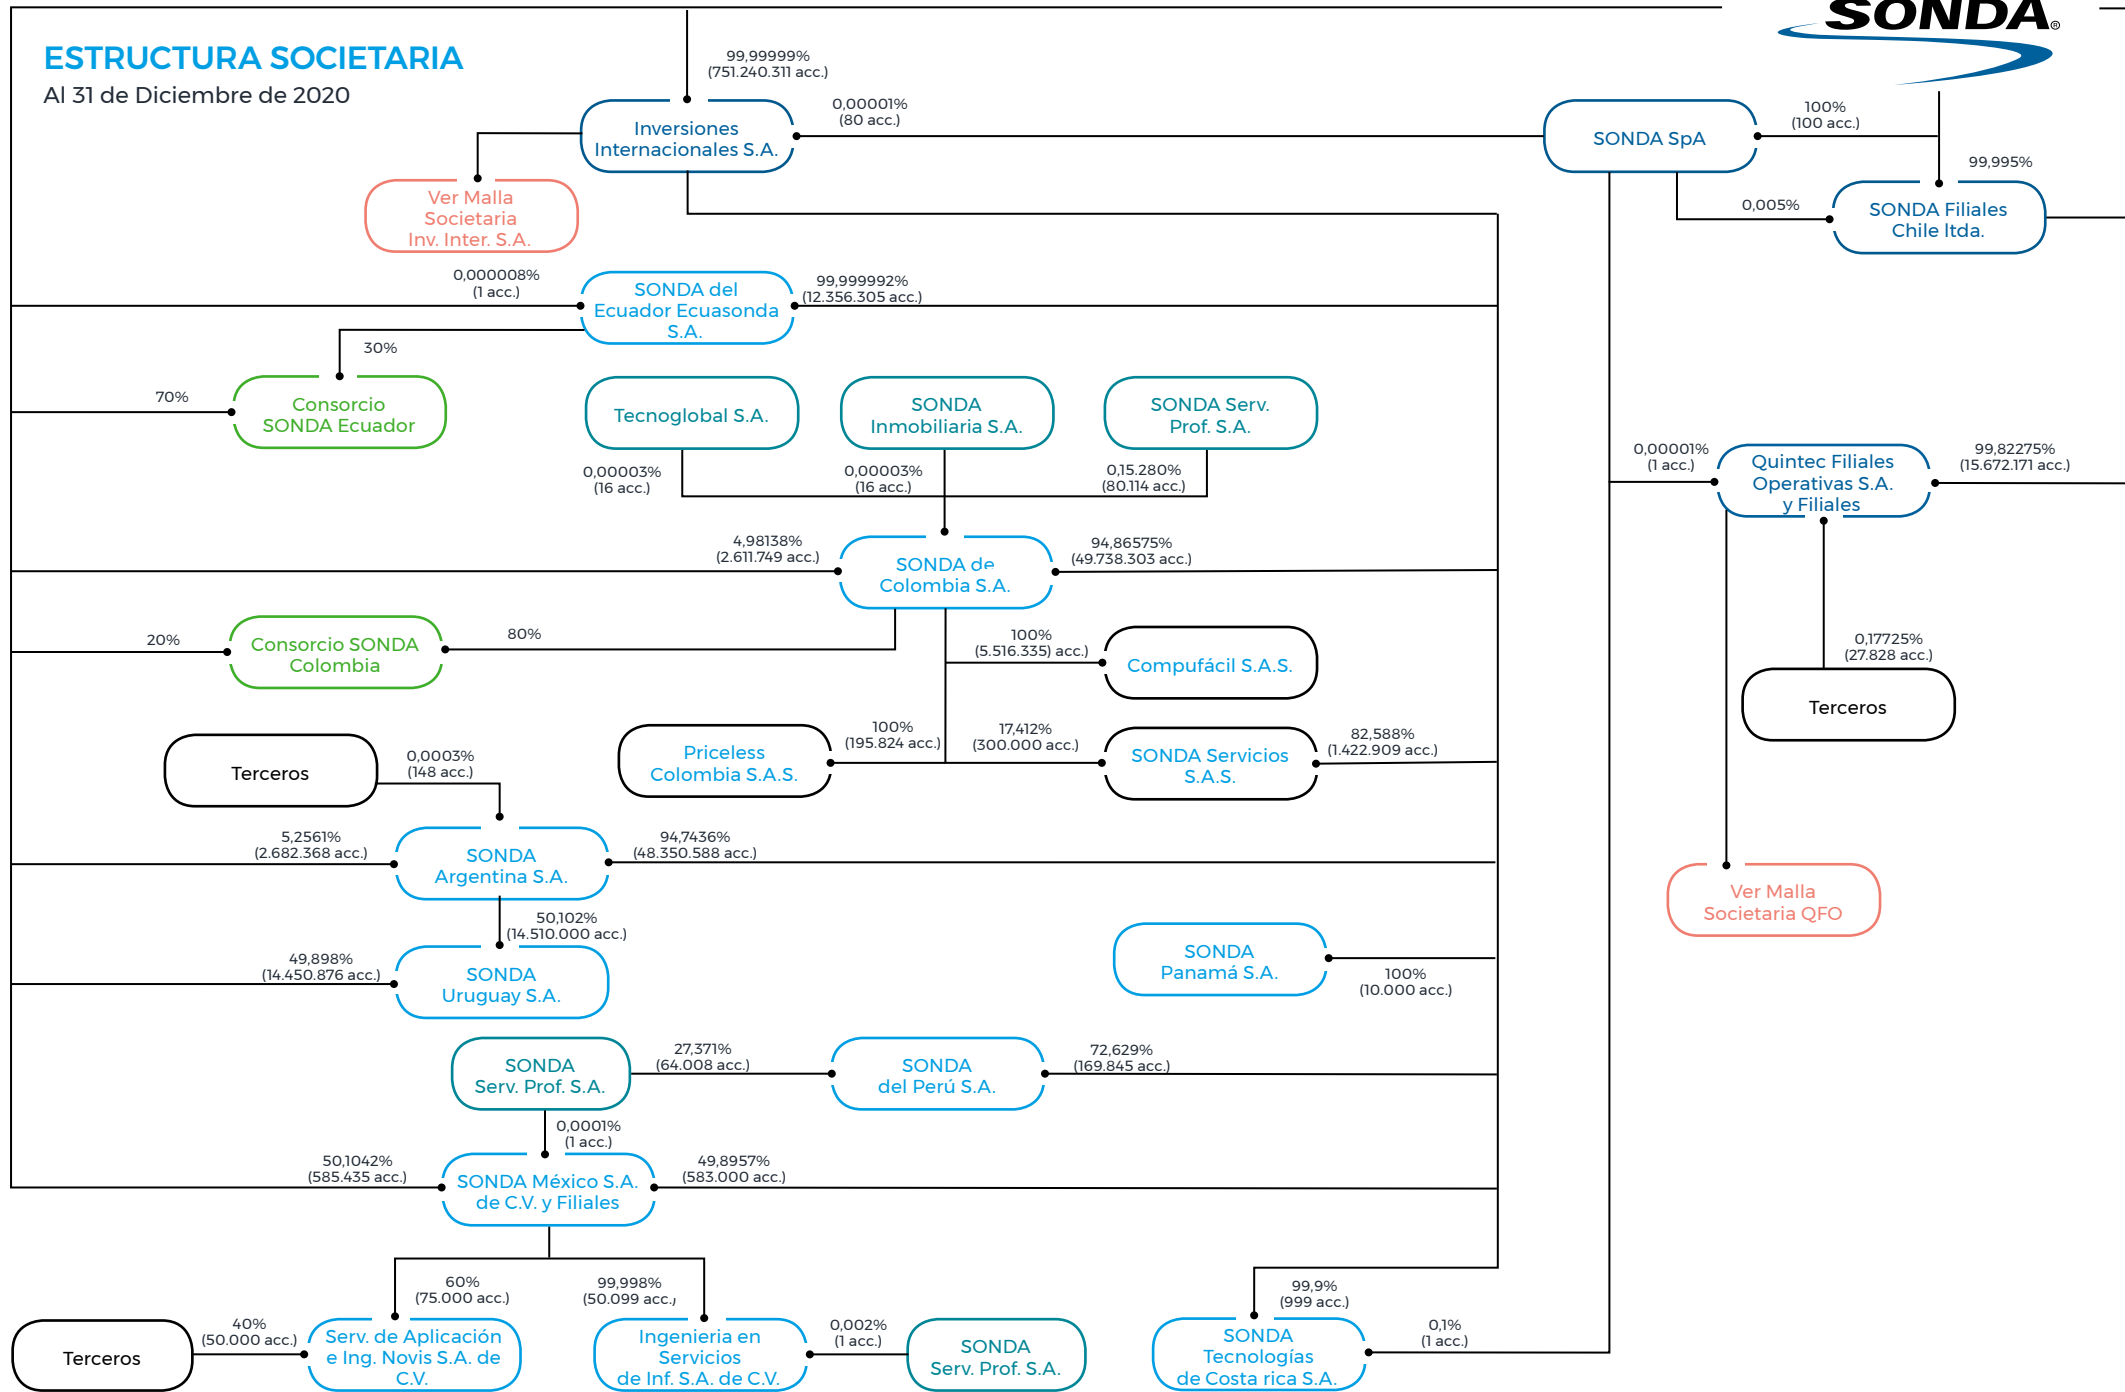 SONDA®
ESTRUCTURA SOCIETARIA
Al 31 de Diciembre de 2020
99,99999%
(751.240.311 acc.)
0,00001%
(80 acc.)
100%
(100 acc.)
Inversiones
Internacionales S.A.
SONDA SpA
99,995%
Ver Malla
Societaria
Inv. Inter. S.A.
0,005%
SONDA Filiales
Chile ltda.
0,000008%
(1 acc.)
SONDA del
Ecuador Ecuasonda
S.A.
99,999992%
(12.356.305 acc.)
30%
70%
Consorcio
SONDA Ecuador
Tecnoglobal S.A.
SONDA
Inmobiliaria S.A.
SONDA Serv.
Prof. S.A.
0,00003%
(16 acc.)
0,00003%
(16 acc.)
0,15.280%
(80.114 acc.)
0,00001%
(1 acc.)
Quintec Filiales
Operativas S.A.
y Filiales
99,82275%
(15.672.171 acc.)
4,98138%
(2.611.749 acc.)
SONDA de
Colombia S.A.
94,86575%
(49.738.303 acc.)
20%
Consorcio SONDA
Colombia
80%
100%
(5.516.335) acc.)
Compufácil S.A.S.
0,17725%
(27.828 acc.)
Terceros
Priceless
Colombia S.A.S.
100%
(195.824 acc.)
17,412%
(300.000 acc.)
SONDA Servicios
S.A.S.
82,588%
(1.422.909 acc.)
Terceros
0,0003%
(148 acc.)
5,2561%
(2.682.368 acc.)
SONDA
Argentina S.A.
94,7436%
(48.350.588 acc.)
Ver Malla
Societaria QFO
50,102%
(14.510.000 acc.)
49,898%
(14.450.876 acc.)
SONDA
Uruguay S.A.
SONDA
Panamá S.A.
100%
(10.000 acc.)
SONDA
Serv. Prof. S.A.
27,371%
(64.008 acc.)
SONDA
del Perú S.A.
72,629%
(169.845 acc.)
0,0001%
(1 acc.)
50,1042%
(585.435 acc.)
SONDA México S.A.
de C.V. y Filiales
49,8957%
(583.000 acc.)
60%
(75.000 acc.)
99,998%
(50.099 acc.)
99,9%
(999 acc.)
Terceros
40%
(50.000 acc.)
Serv. de Aplicación
e Ing. Novis S.A. de
C.V.
Ingenieria en
Servicios
de Inf. S.A. de C.V.
0,002%
(1 acc.)
SONDA
Serv. Prof. S.A.
SONDA
Tecnologías
de Costa rica S.A.
0,1%
(1 acc.)